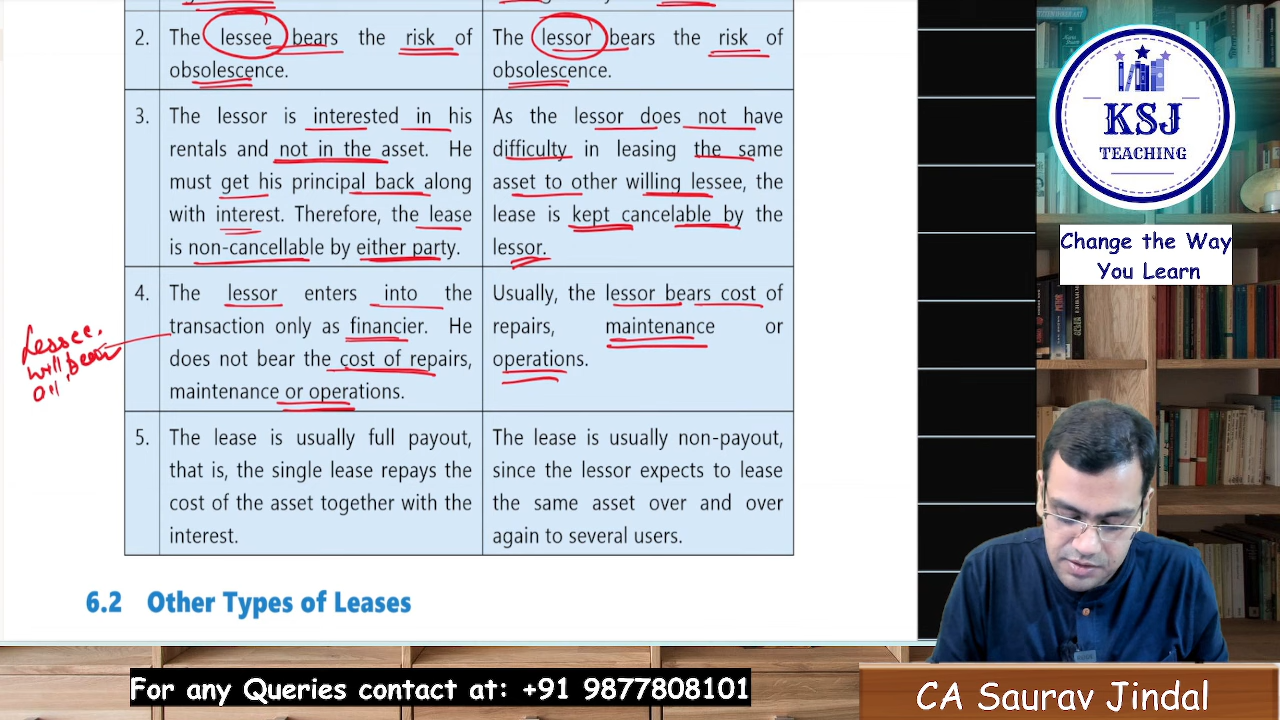 2.
The lessee bears the risk of
obsolescence.
The lessor bears the risk of
obsolescence.
3.
The lessor is interested in his
rentals and not in the asset. He
must get his principal back along
with interest. Therefore, the lease
is non-cancellable by either party.
As the lessor does not have
difficulty in leasing the same
asset to other willing lessee, the
lease is kept cancelable by the
lessor.
4.
The lessor enters into the
transaction only as financier. He
does not bear the cost of repairs,
maintenance or operations.
Usually, the lessor bears cost of
repairs, maintenance or
operations.
Lessee
will bear
5.
The lease is usually full payout,
that is, the single lease repays the
cost of the asset together with the
interest.
The lease is usually non-payout,
since the lessor expects to lease
the same asset over and over
again to several users.
6.2 Other Types of Leases
KSJ
TEACHING
Change the Way
You Learn
For any Queries contact at: +91 9877808101
CA Saurav Jindal